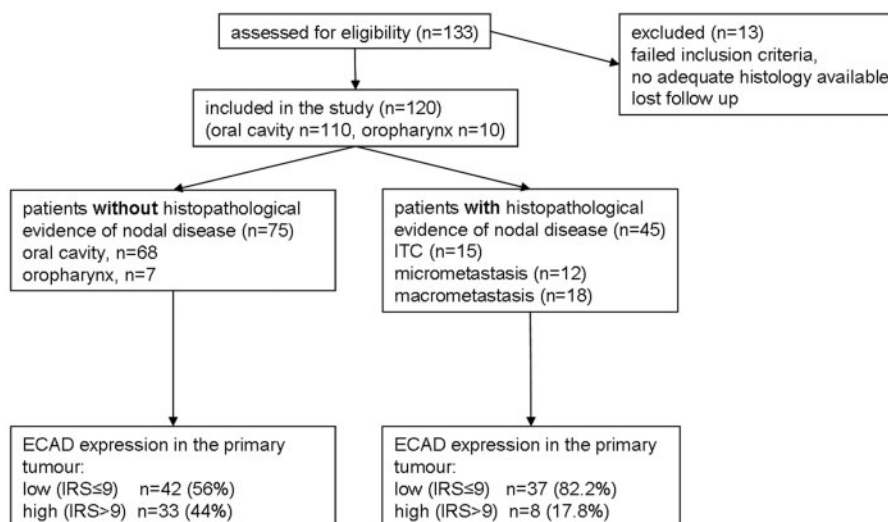 assessed for eligibility (n=133)
excluded (n=13)
failed inclusion criteria,
no adequate histology available
lost follow up
included in the study (n=120)
(oral cavity n=110, oropharynx n=10)
patients without histopathological
evidence of nodal disease (n=75)
oral cavity, n=68
oropharynx, n=7
patients with histopathological
evidence of nodal disease (n=45)
ITC (n=15)
micrometastasis (n=12)
macrometastasis (n=18)
ECAD expression in the primary
tumour:
low (IRS≤9) n=42 (56%)
high (IRS>9) n=33 (44%)
ECAD expression in the primary
tumour:
low (IRS≤9) n=37 (82.2%)
high (IRS>9) n=8 (17.8%)